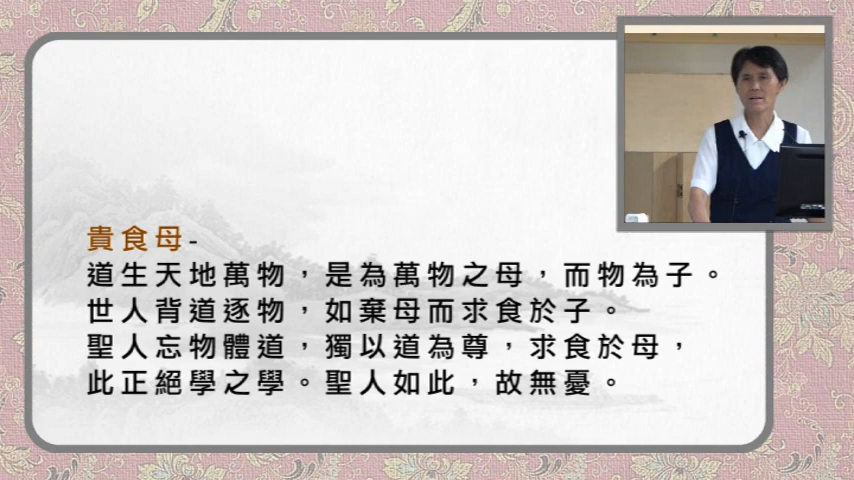 貴食母-
道生天地萬物，是為萬物之母，而物為子。
世人背道逐物，如棄母而求食於子。
聖人忘物體道，獨以道為尊，求食於母，
此正絕學之學。聖人如此，故無憂。